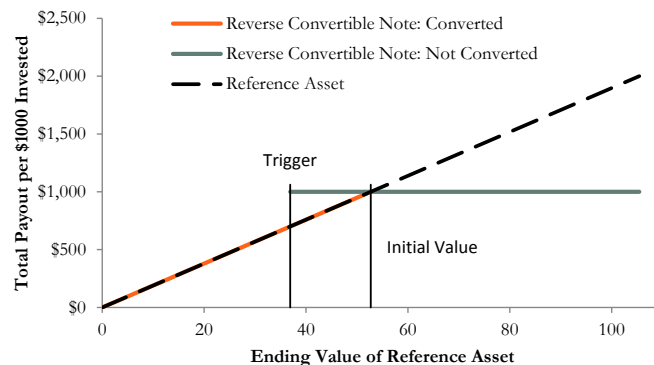 $2,500
$2,000
$1,500
$1,000
$500
$0
Total Payout per $1000 Invested
Reverse Convertible Note: Converted
Reverse Convertible Note: Not Converted
Reference Asset
Trigger
Initial Value
0 20 40 60 80 100
Ending Value of Reference Asset